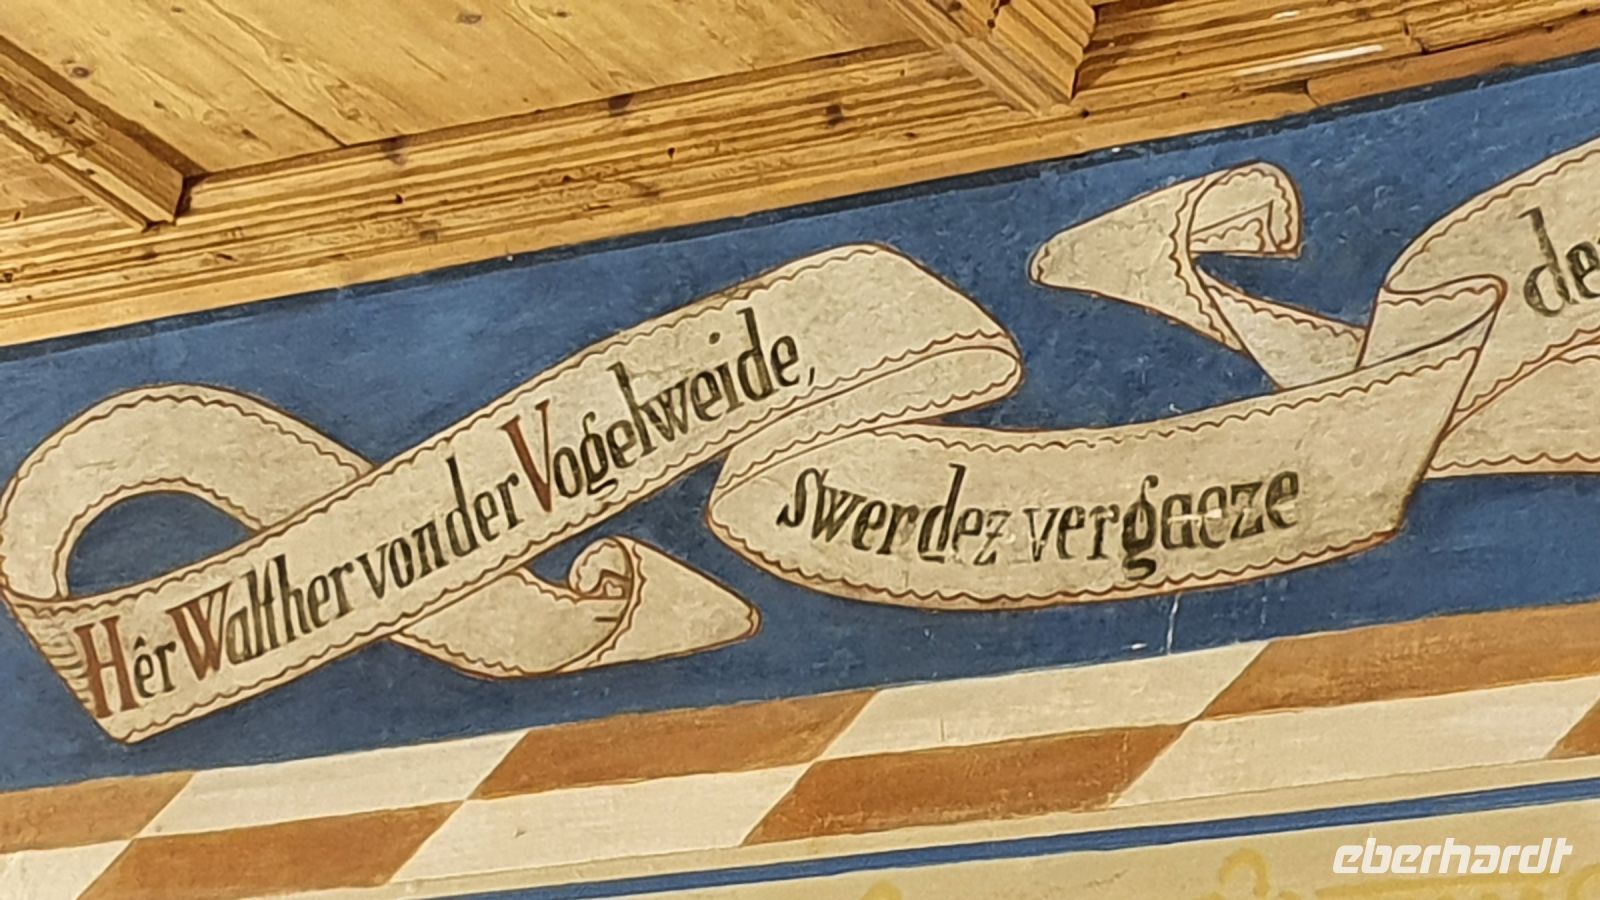 Hêr Walther von der Vogelweide,
swer dez vergaeze
eberhardt